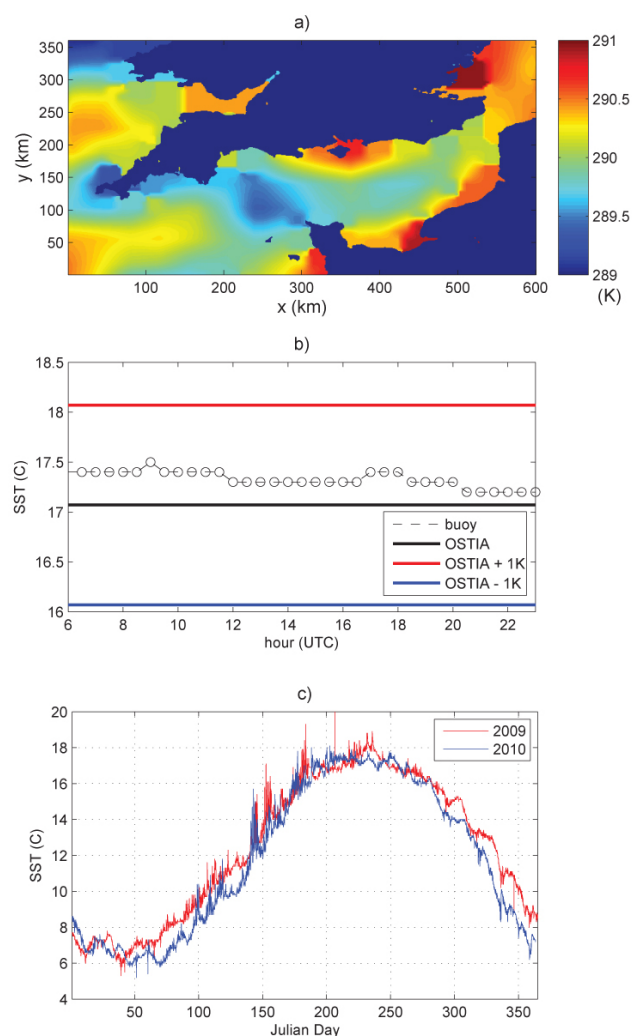 a)
350
300
250
200
150
100
50
y (km)
100 200 300 400 500 600
x (km)
291
290.5
290
289.5
289
(K)
b)
18.5
18
17.5
17
16.5
16
SST (C)
buoy
OSTIA
OSTIA + 1K
OSTIA - 1K
6 8 10 12 14 16 18 20 22
hour (UTC)
c)
20
18
16
14
12
10
8
6
4
SST (C)
2009
2010
50 100 150 200 250 300 350
Julian Day